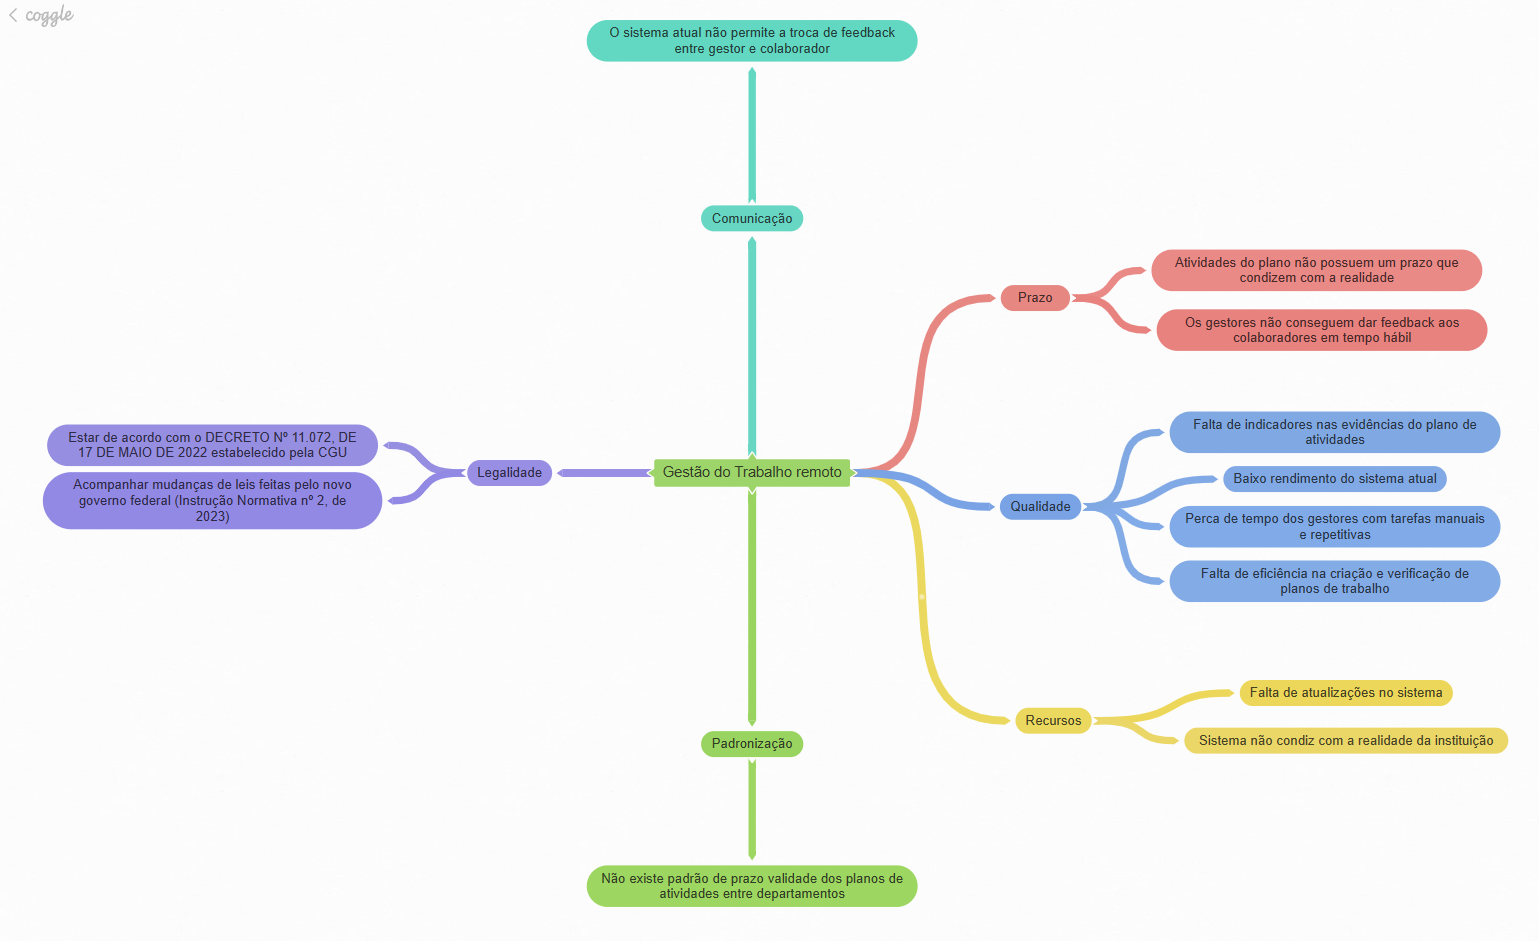 coggle
O sistema atual não permite a troca de feedback
entre gestor e colaborador
Comunicação
Prazo
Atividades do plano não possuem um prazo que
condizem com a realidade
Os gestores não conseguem dar feedback aos
colaboradores em tempo hábil
Estar de acordo com o DECRETO Nº 11.072, DE
17 DE MAIO DE 2022 estabelecido pela CGU
Acompanhar mudanças de leis feitas pelo novo
governo federal (Instrução Normativa nº 2, de
2023)
Legalidade
Gestão do Trabalho remoto
Qualidade
Falta de indicadores nas evidências do plano de
atividades
Baixo rendimento do sistema atual
Perca de tempo dos gestores com tarefas manuais
e repetitivas
Falta de eficiência na criação e verificação de
planos de trabalho
Recursos
Falta de atualizações no sistema
Sistema não condiz com a realidade da instituição
Padronização
Não existe padrão de prazo validade dos planos de
atividades entre departamentos